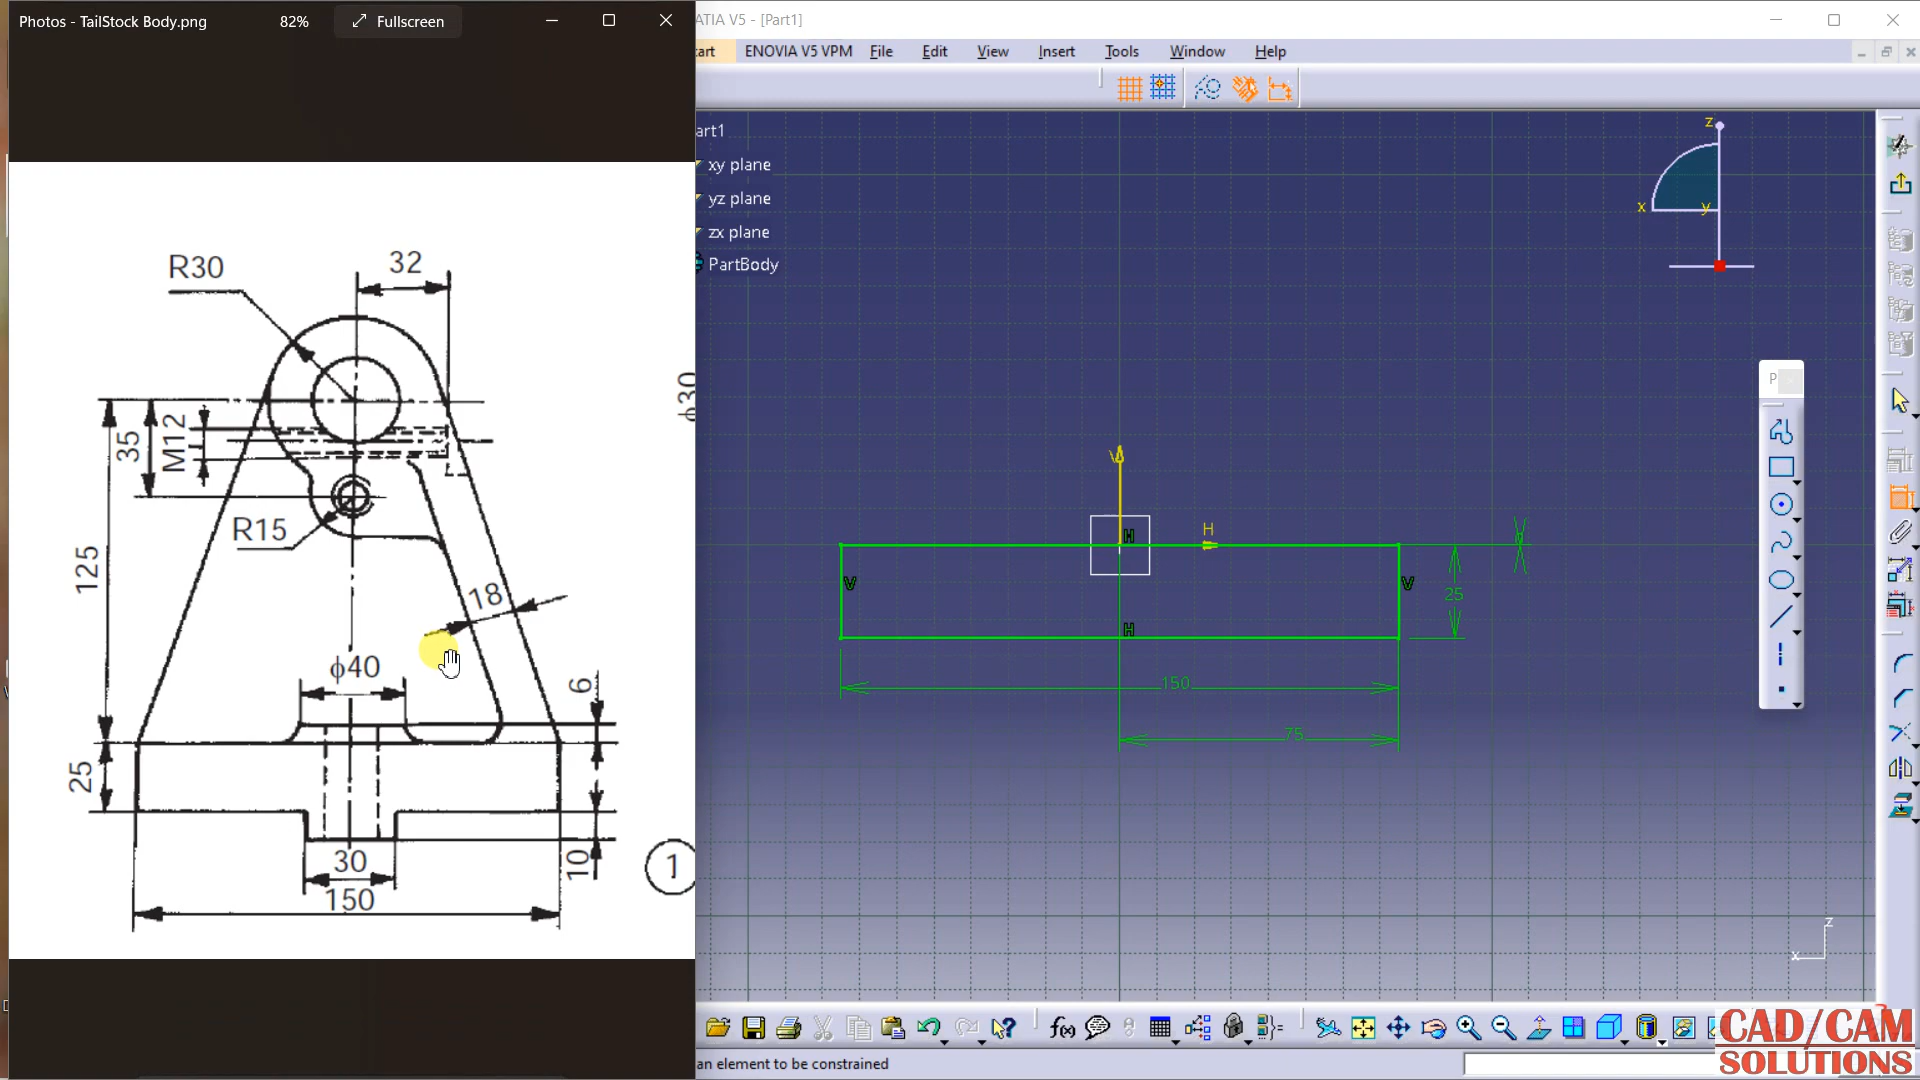 Photos - TailStock Body.png
82%
Fullscreen
ATIA V5 - [Part1]
art
ENOVIA V5 VPM
File
Edit
View
Insert
Tools
Window
Help
art1
xy plane
yz plane
zx plane
PartBody
z
x
y
R30
32
ϕ30
35
M12
R15
125
18
ϕ40
6
25
30
10
150
1
V
H
H
V
V
H
25
0
150
75
P
z
x
f(x)
an element to be constrained
CAD/CAM
SOLUTIONS